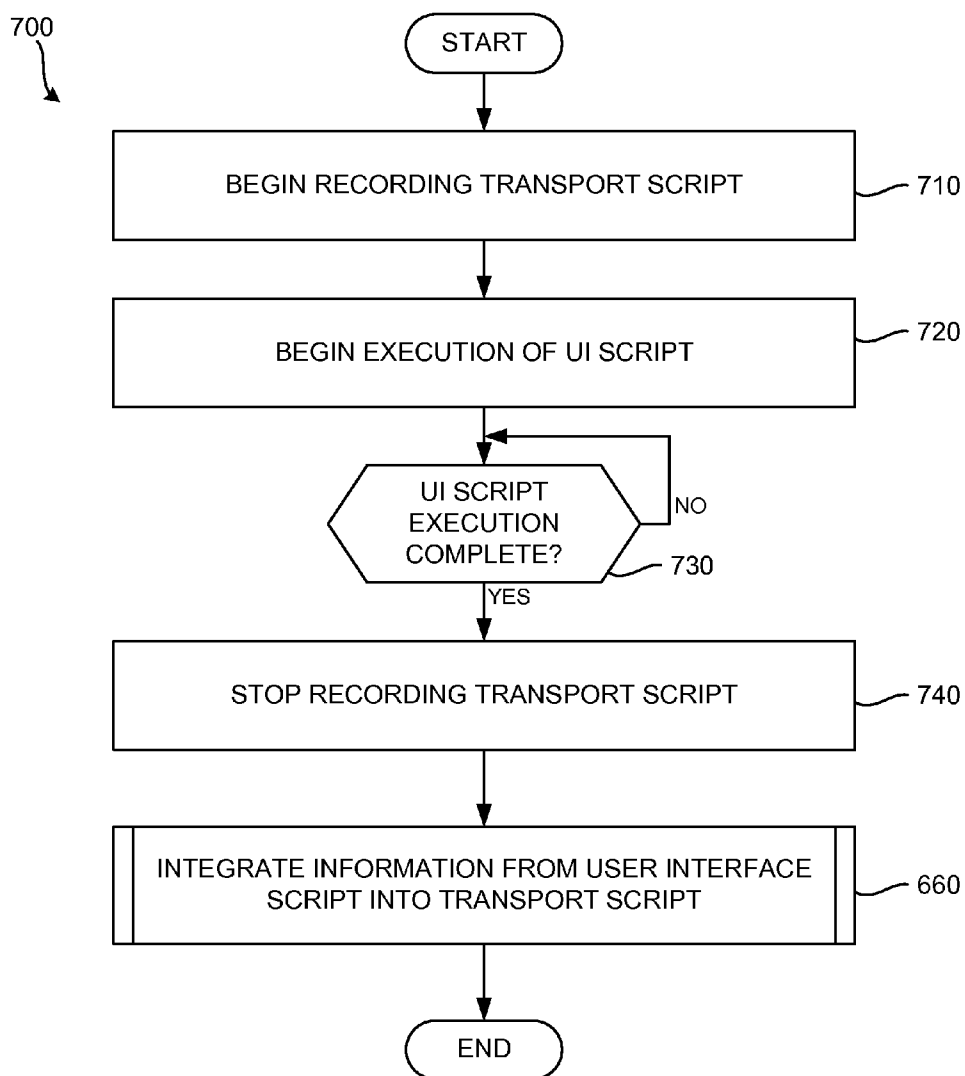 700
START
BEGIN RECORDING TRANSPORT SCRIPT
710
BEGIN EXECUTION OF UI SCRIPT
720
UI SCRIPT
EXECUTION
COMPLETE?
NO
730
YES
STOP RECORDING TRANSPORT SCRIPT
740
INTEGRATE INFORMATION FROM USER INTERFACE
SCRIPT INTO TRANSPORT SCRIPT
660
END